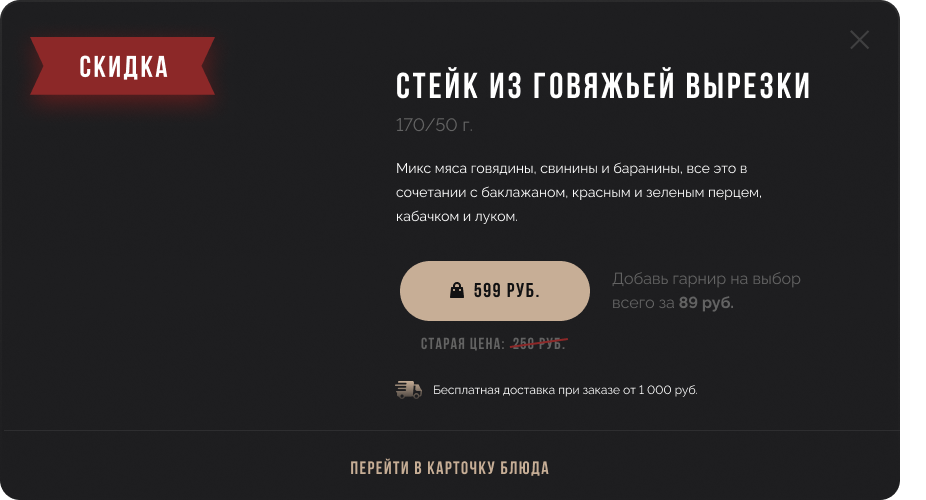 СКИДКА
СТЕЙК ИЗ ГОВЯЖЬЕЙ ВЫРЕЗКИ
170/50 г.
Микс мяса говядины, свинины и баранины, все это в
сочетании с баклажаном, красным и зеленым перцем,
кабачком и луком.
599 РУБ.
Добавь гарнир на выбор
всего за 89 руб.
СТАРАЯ ЦЕНА: 250 РУБ.
Бесплатная доставка при заказе от 1 000 руб.
ПЕРЕЙТИ В КАРТОЧКУ БЛЮДА